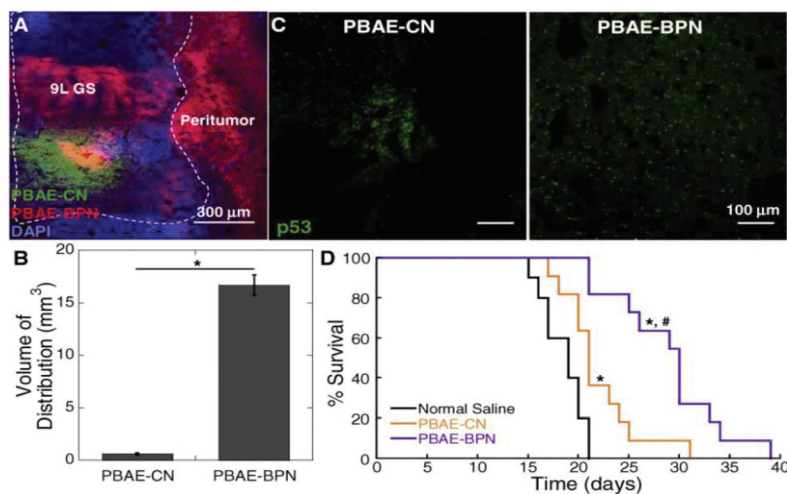 A
9L GS
Peritumor
PBAE-CN
PBAE-BPN
DAPI
300 μm
C
PBAE-CN
PBAE-BPN
p53
100 μm
B
Volume of
Distribution (mm³)
20
15
10
5
0
*
PBAE-CN
PBAE-BPN
D
% Survival
100
80
60
40
20
0
*, #
*
Normal Saline
PBAE-CN
PBAE-BPN
0 5 10 15 20 25 30 35 40
Time (days)